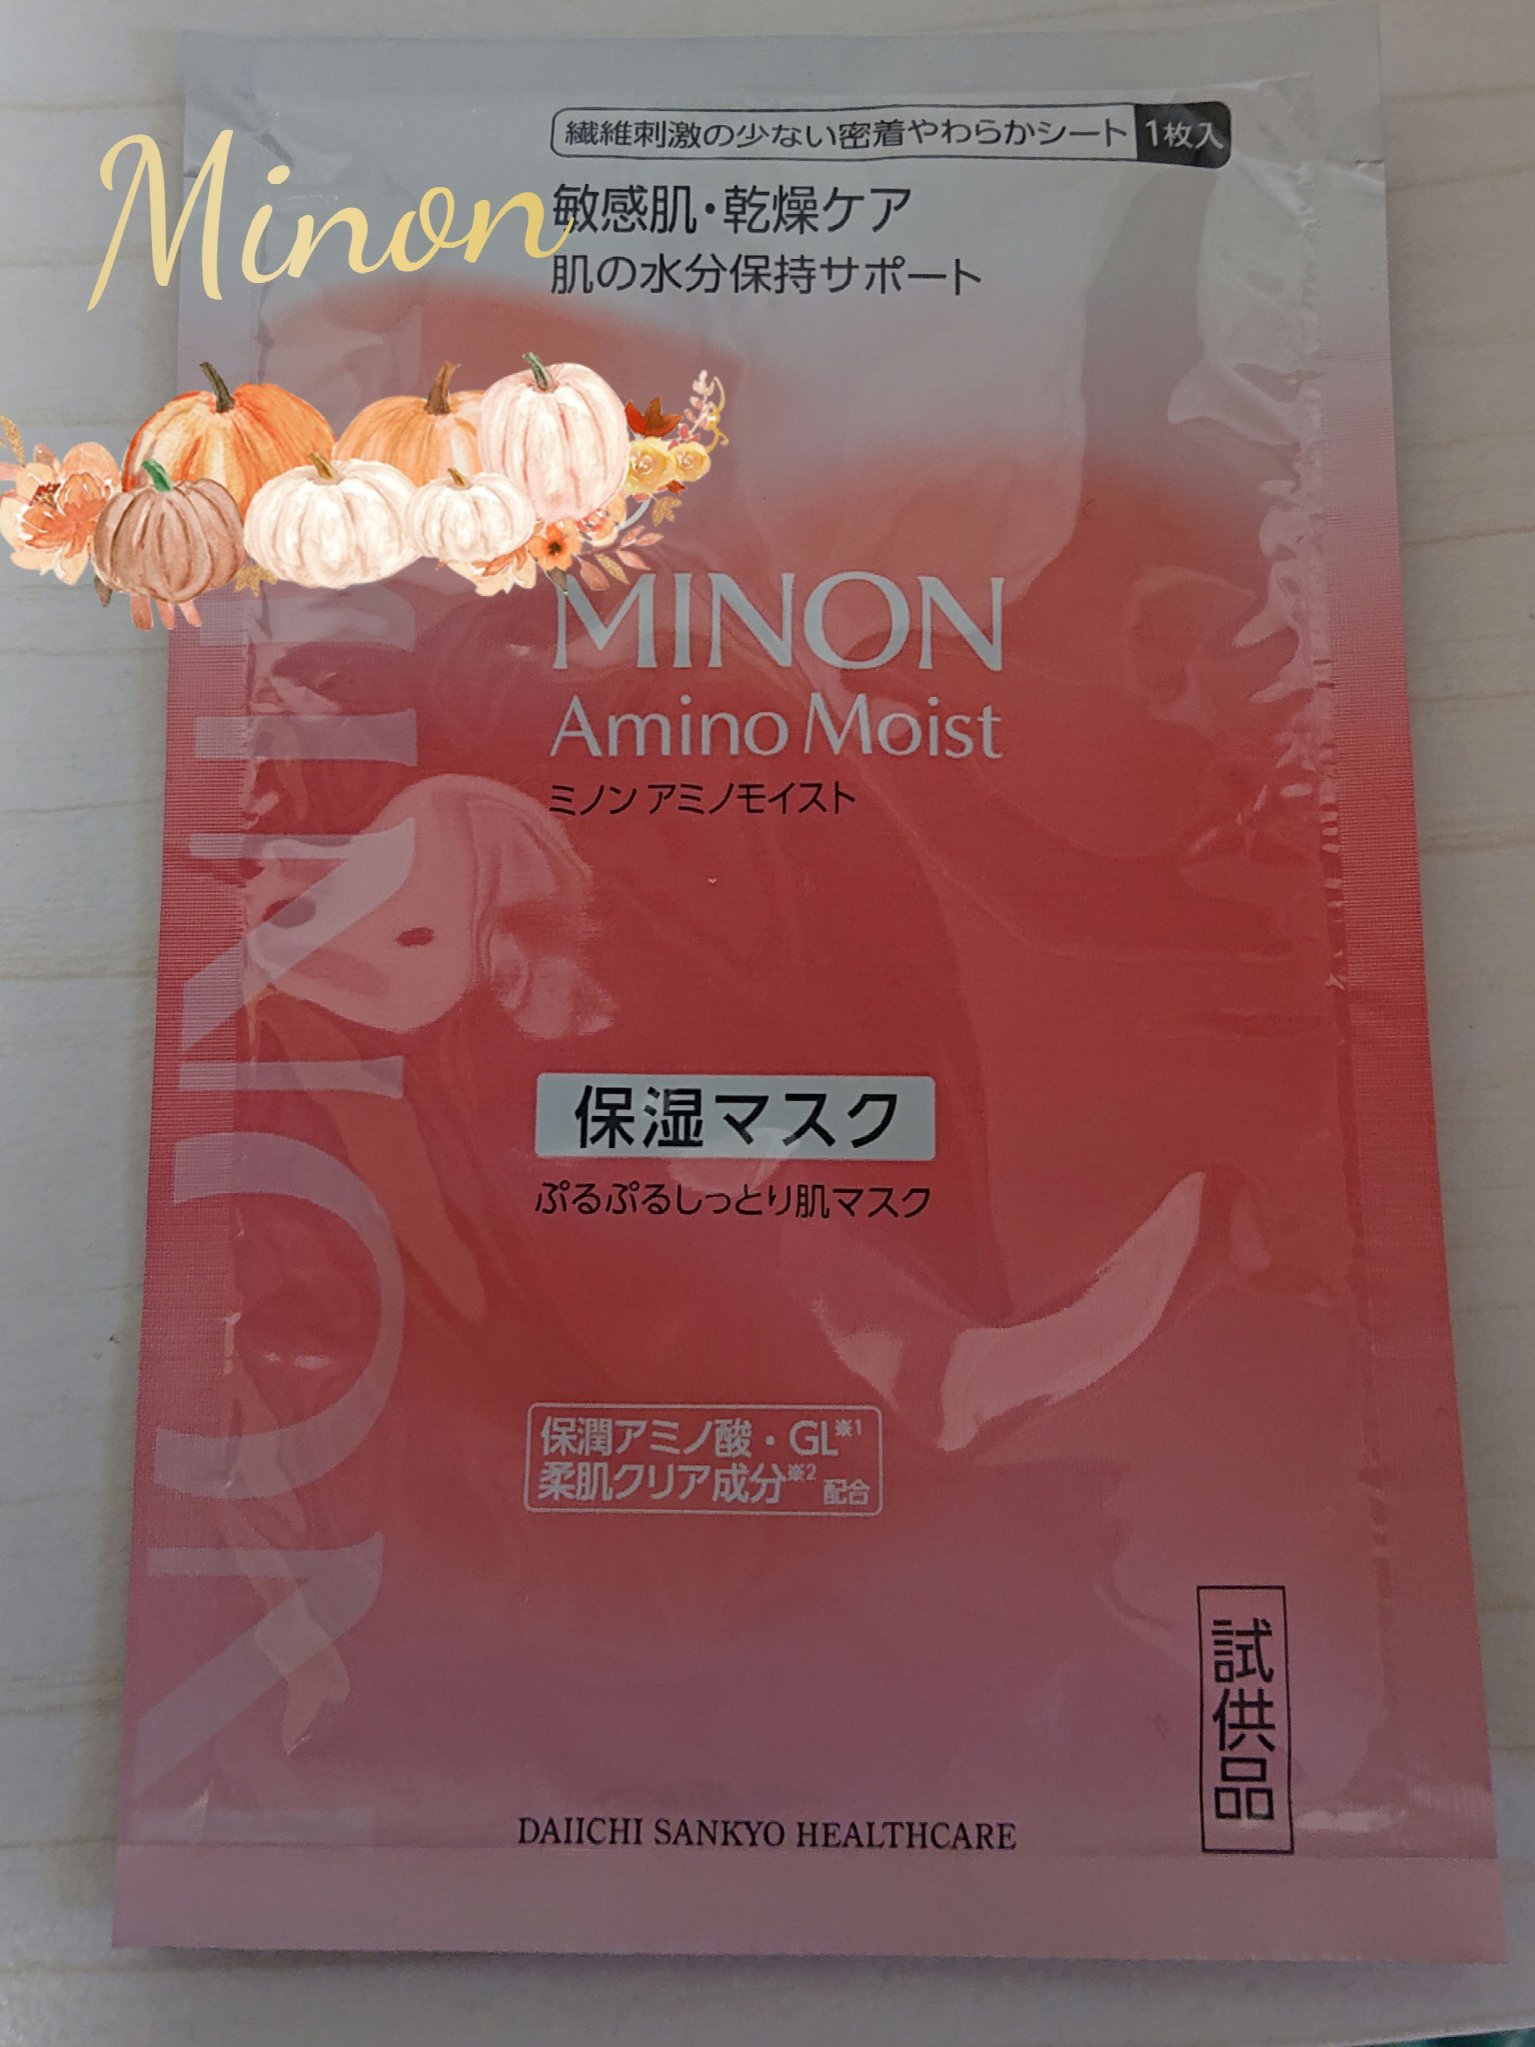 Minon
繊維刺激の少ない密着やわらかシート 1枚入
敏感肌・乾燥ケア
肌の水分保持サポート
MINON
Amino Moist
ミノン アミノモイスト
保湿マスク
ぷるぷるしっとり肌マスク
保潤アミノ酸・GL※1
柔肌クリア成分※2 配合
試供品
DAIICHI SANKYO HEALTHCARE
MINON